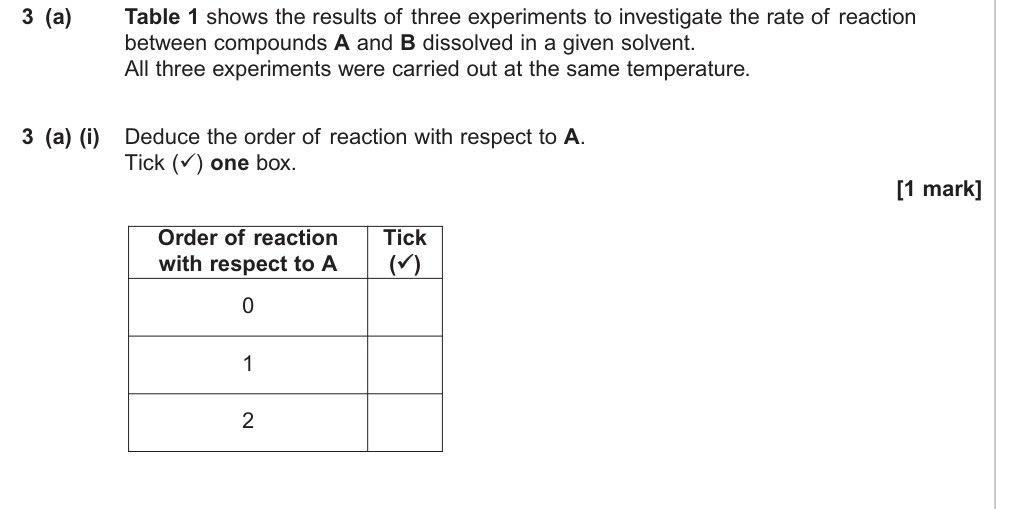 3 (a) Table 1 shows the results of three experiments to investigate the rate of reaction
between compounds A and B dissolved in a given solvent.
All three experiments were carried out at the same temperature.
3 (a) (i) Deduce the order of reaction with respect to A.
Tick (✓) one box.
[1 mark]
Order of reaction
with respect to A
Tick
(✓)
0
1
2